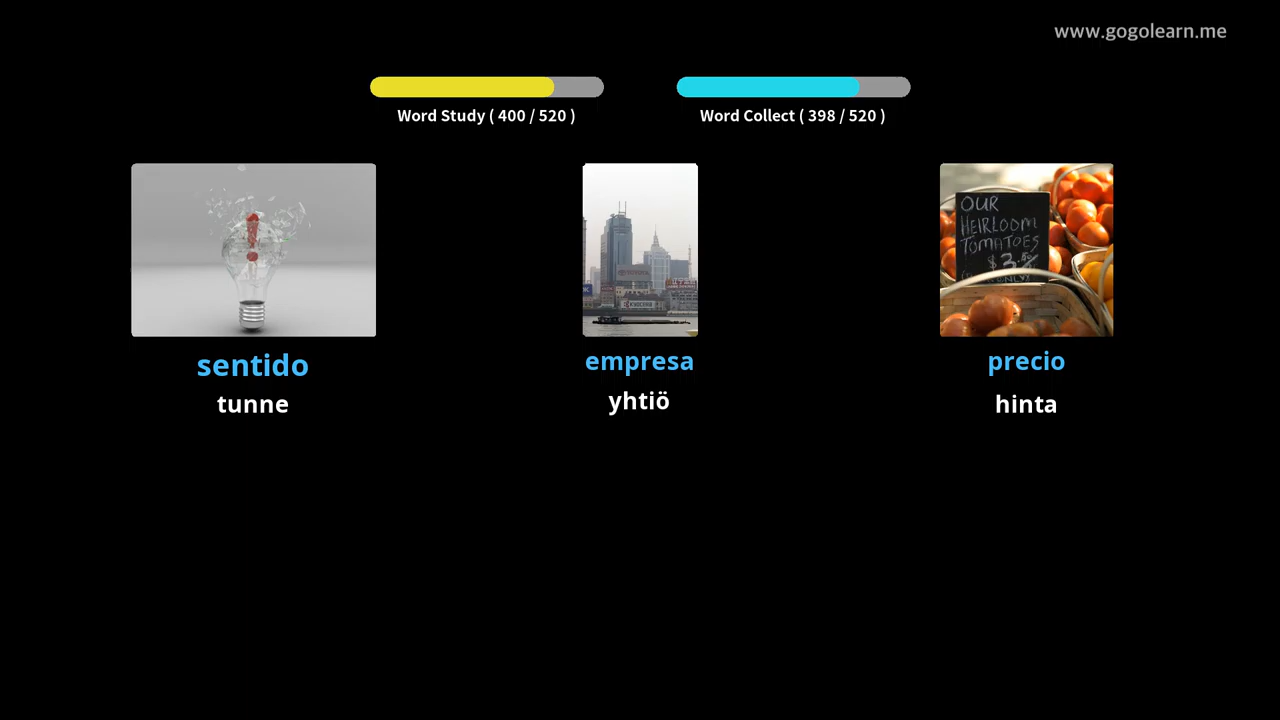 www.gogolearn.me
Word Study ( 400 / 520 )
Word Collect ( 398 / 520 )
OUR
HEIRLOOM
TOMATOES
TOYOTA
sentido
empresa
precio
tunne
yhtiö
hinta